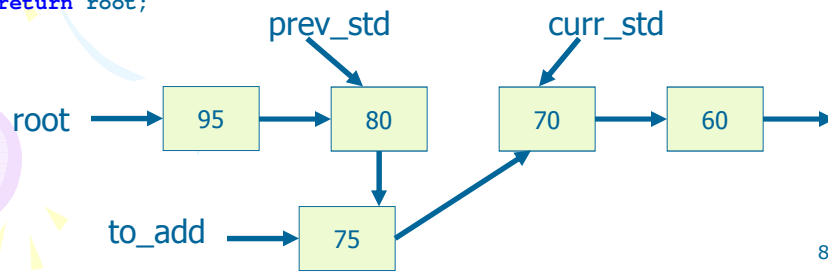 return root;
prev_std curr_std
root 95 80 70 60
to_add 75
8